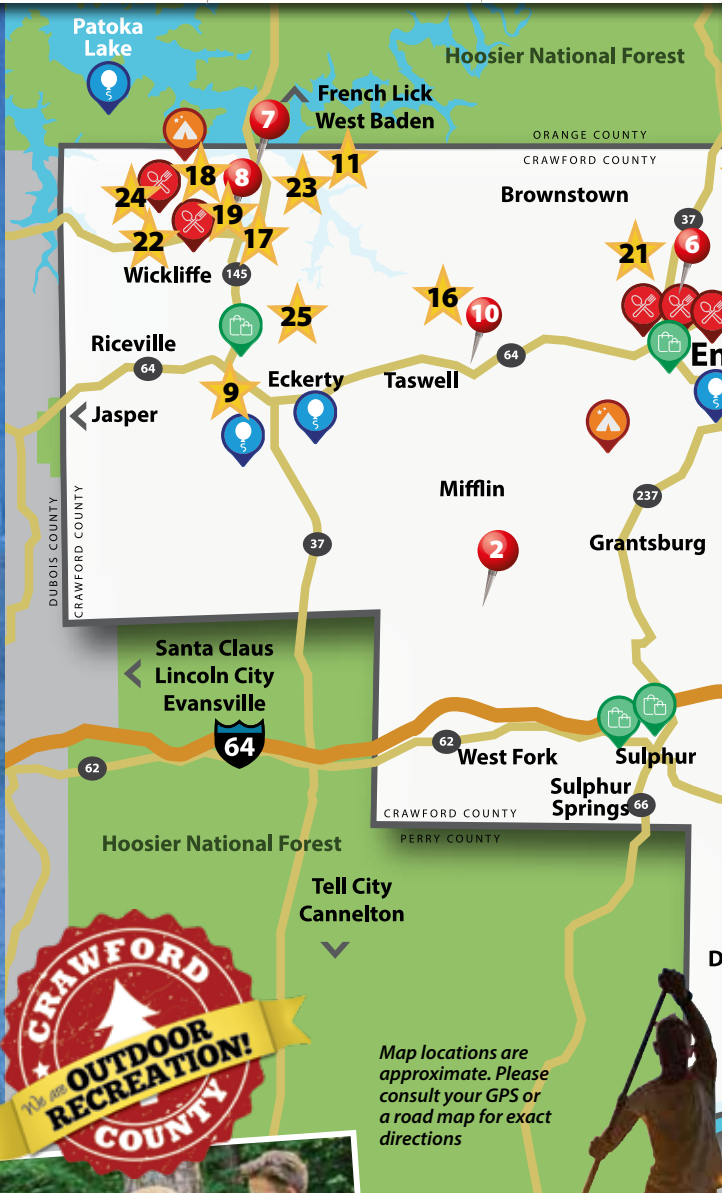 Patoka
Lake
Hoosier National Forest
French Lick
West Baden
7
ORANGE COUNTY
CRAWFORD COUNTY
11
18
8
23
24
Brownstown
19
37
22
17
21
6
Wickliffe
145
16
25
10
Riceville
En
64
64
Eckerty
Taswell
9
Jasper
Mifflin
237
DUBOIS COUNTY
CRAWFORD COUNTY
37
2
Grantsburg
Santa Claus
Lincoln City
Evansville
64
62
62
West Fork
Sulphur
Sulphur
Springs
66
CRAWFORD COUNTY
PERRY COUNTY
Hoosier National Forest
Tell City
Cannelton
D
CRAWFORD
We are OUTDOOR
RECREATION!
COUNTY
Map locations are
approximate. Please
consult your GPS or
a road map for exact
directions